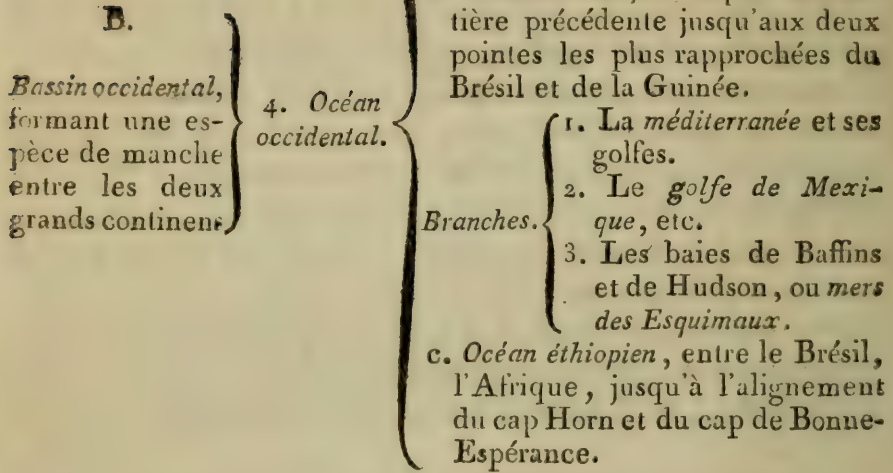 B.
Bassin occidental,
formant une es-
pèce de manche
entre les deux
grands continens
4. Océan
occidental.
tière précédente jusqu'aux deux
pointes les plus rapprochées du
Brésil et de la Guinée.
Branches.
1. La méditerranée et ses
golfes.
2. Le golfe de Mexi-
que, etc.
3. Les baies de Baffins
et de Hudson, ou mers
des Esquimaux.
c. Océan éthiopien, entre le Brésil,
l'Afrique, jusqu'à l'alignement
du cap Horn et du cap de Bonne-
Espérance.